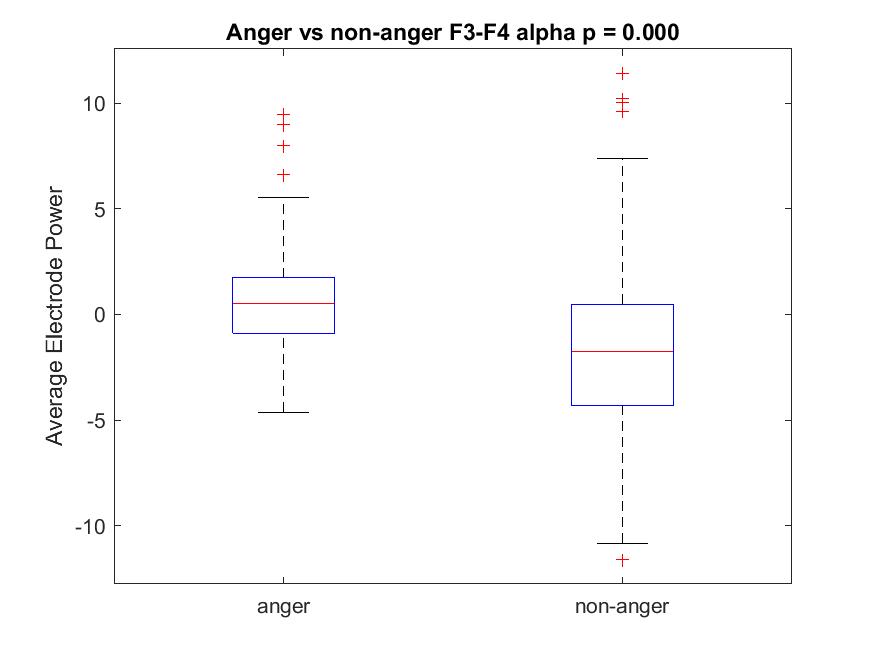 Anger vs non-anger F3-F4 alpha p = 0.000
Average Electrode Power
10
5
0
-5
-10
anger
non-anger